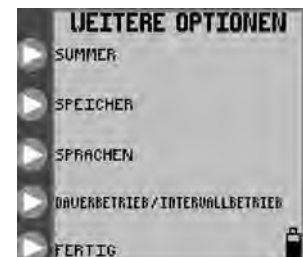 WEITERE OPTIONEN
SUMMER
SPEICHER
SPRACHEN
DAUERBETRIEB/INTERVALLBETRIEB
FERTIG